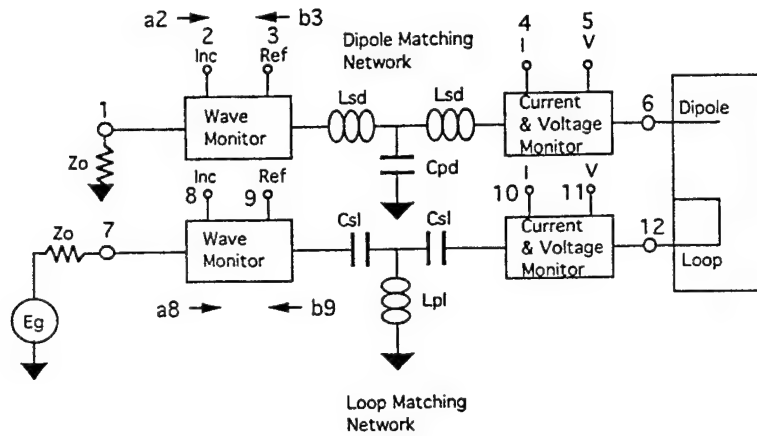 a2
b3
2
3
Inc
Ref
Dipole Matching
Network
4
5
I
V
1
Wave
Monitor
Lsd
Lsd
Current
& Voltage
Monitor
6
Dipole
Zo
Cpd
Inc
Ref
8
9
I
V
10
11
Zo
7
Wave
Monitor
Csl
Csl
Current
& Voltage
Monitor
12
Loop
Eg
a8
b9
Lpl
Loop Matching
Network